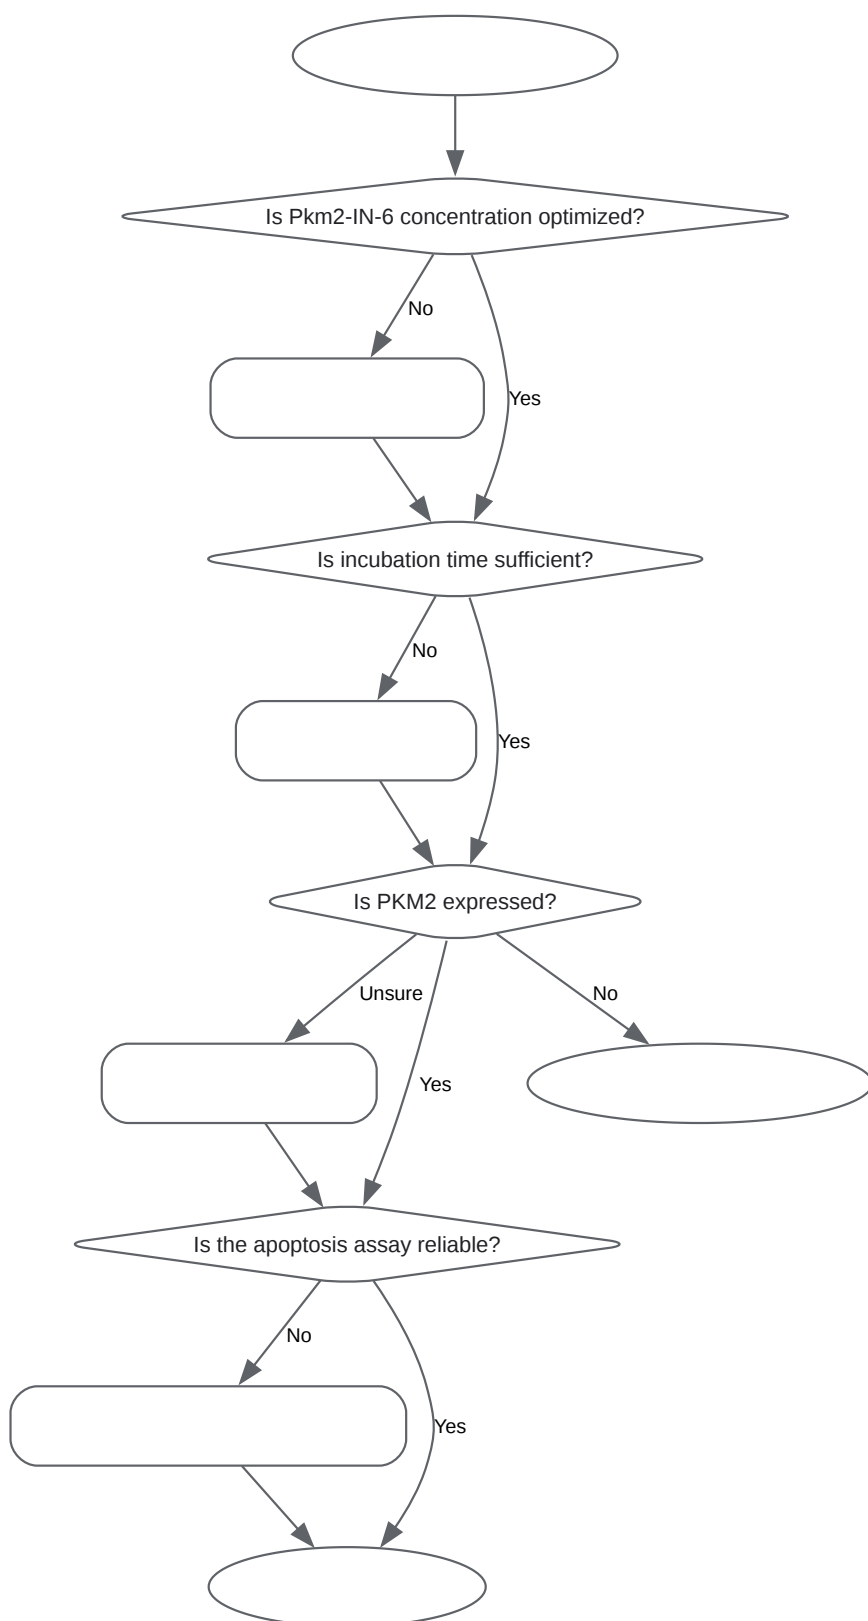 Is Pkm2-IN-6 concentration optimized?
No
Yes
Is incubation time sufficient?
No
Yes
Is PKM2 expressed?
Unsure
No
Yes
Is the apoptosis assay reliable?
No
Yes